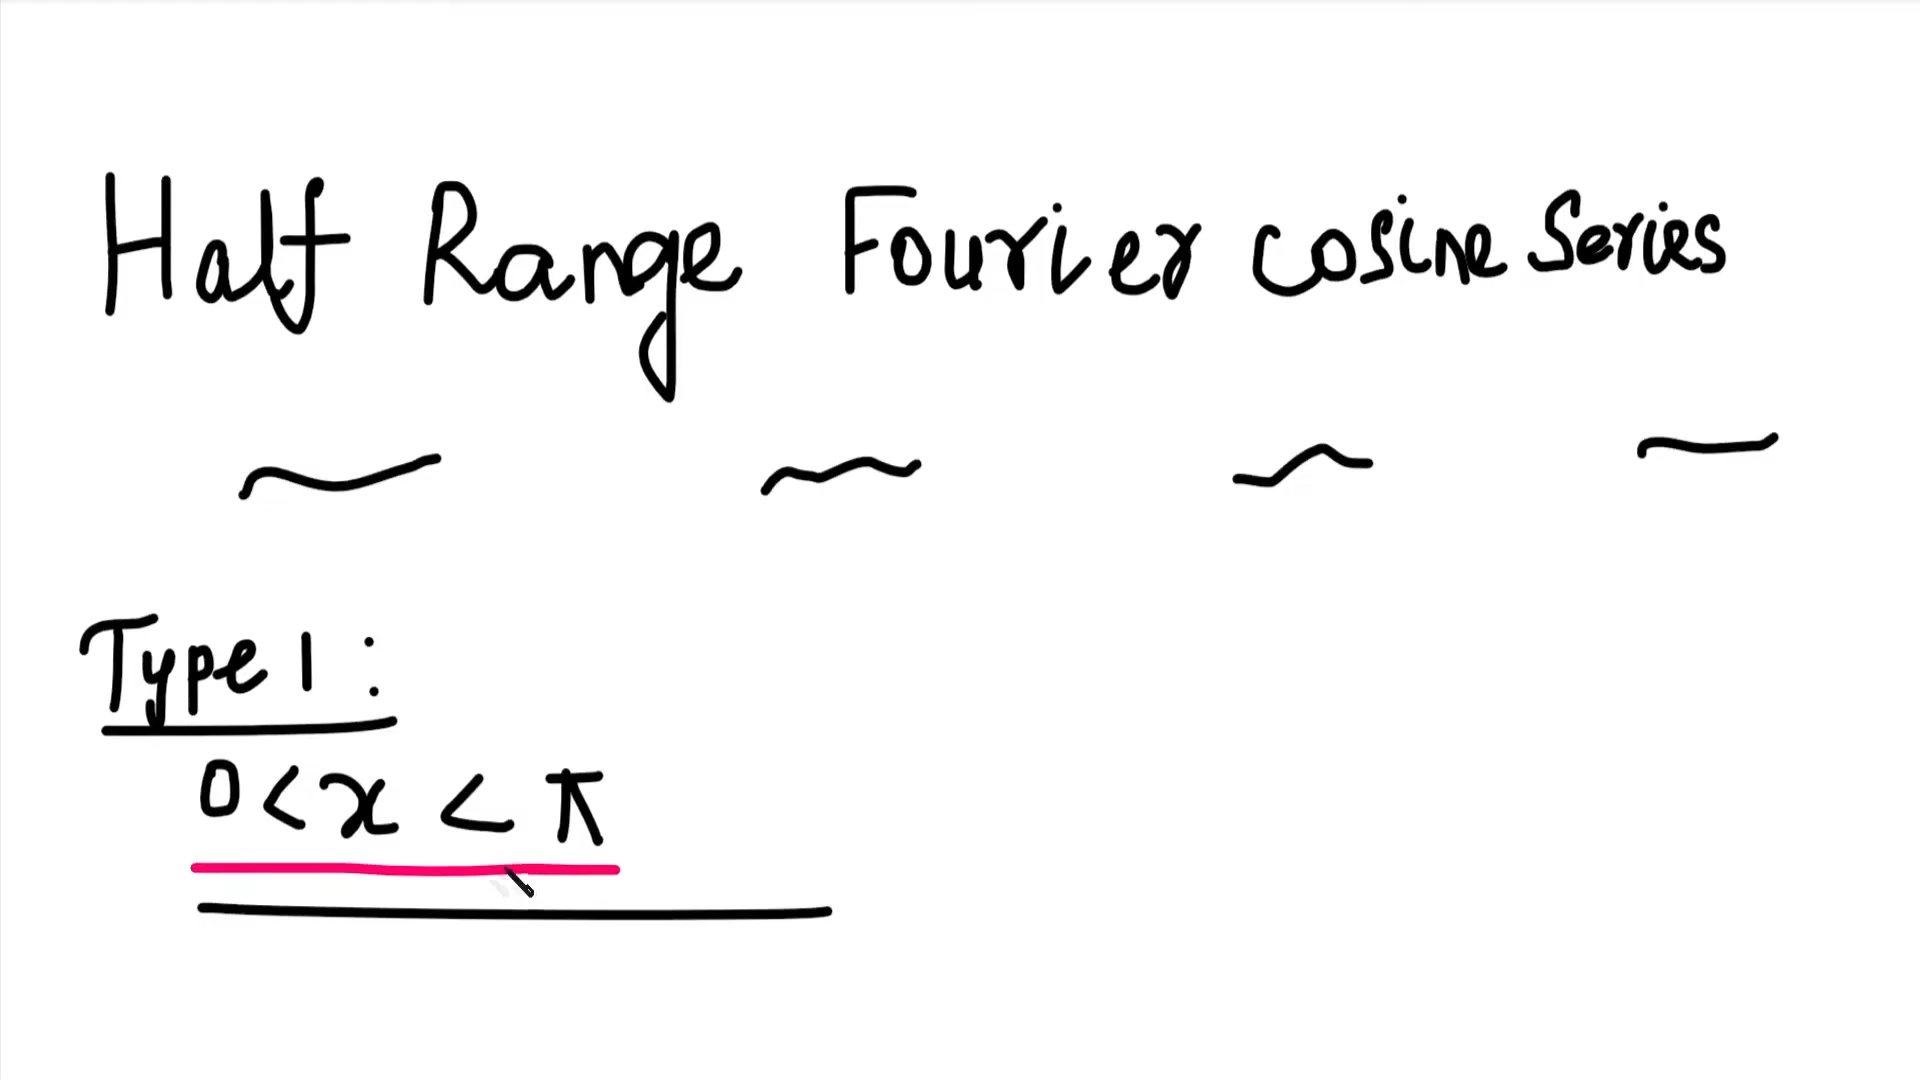 Half Range Fourier cosine Series
Type 1 :
0 < x < π